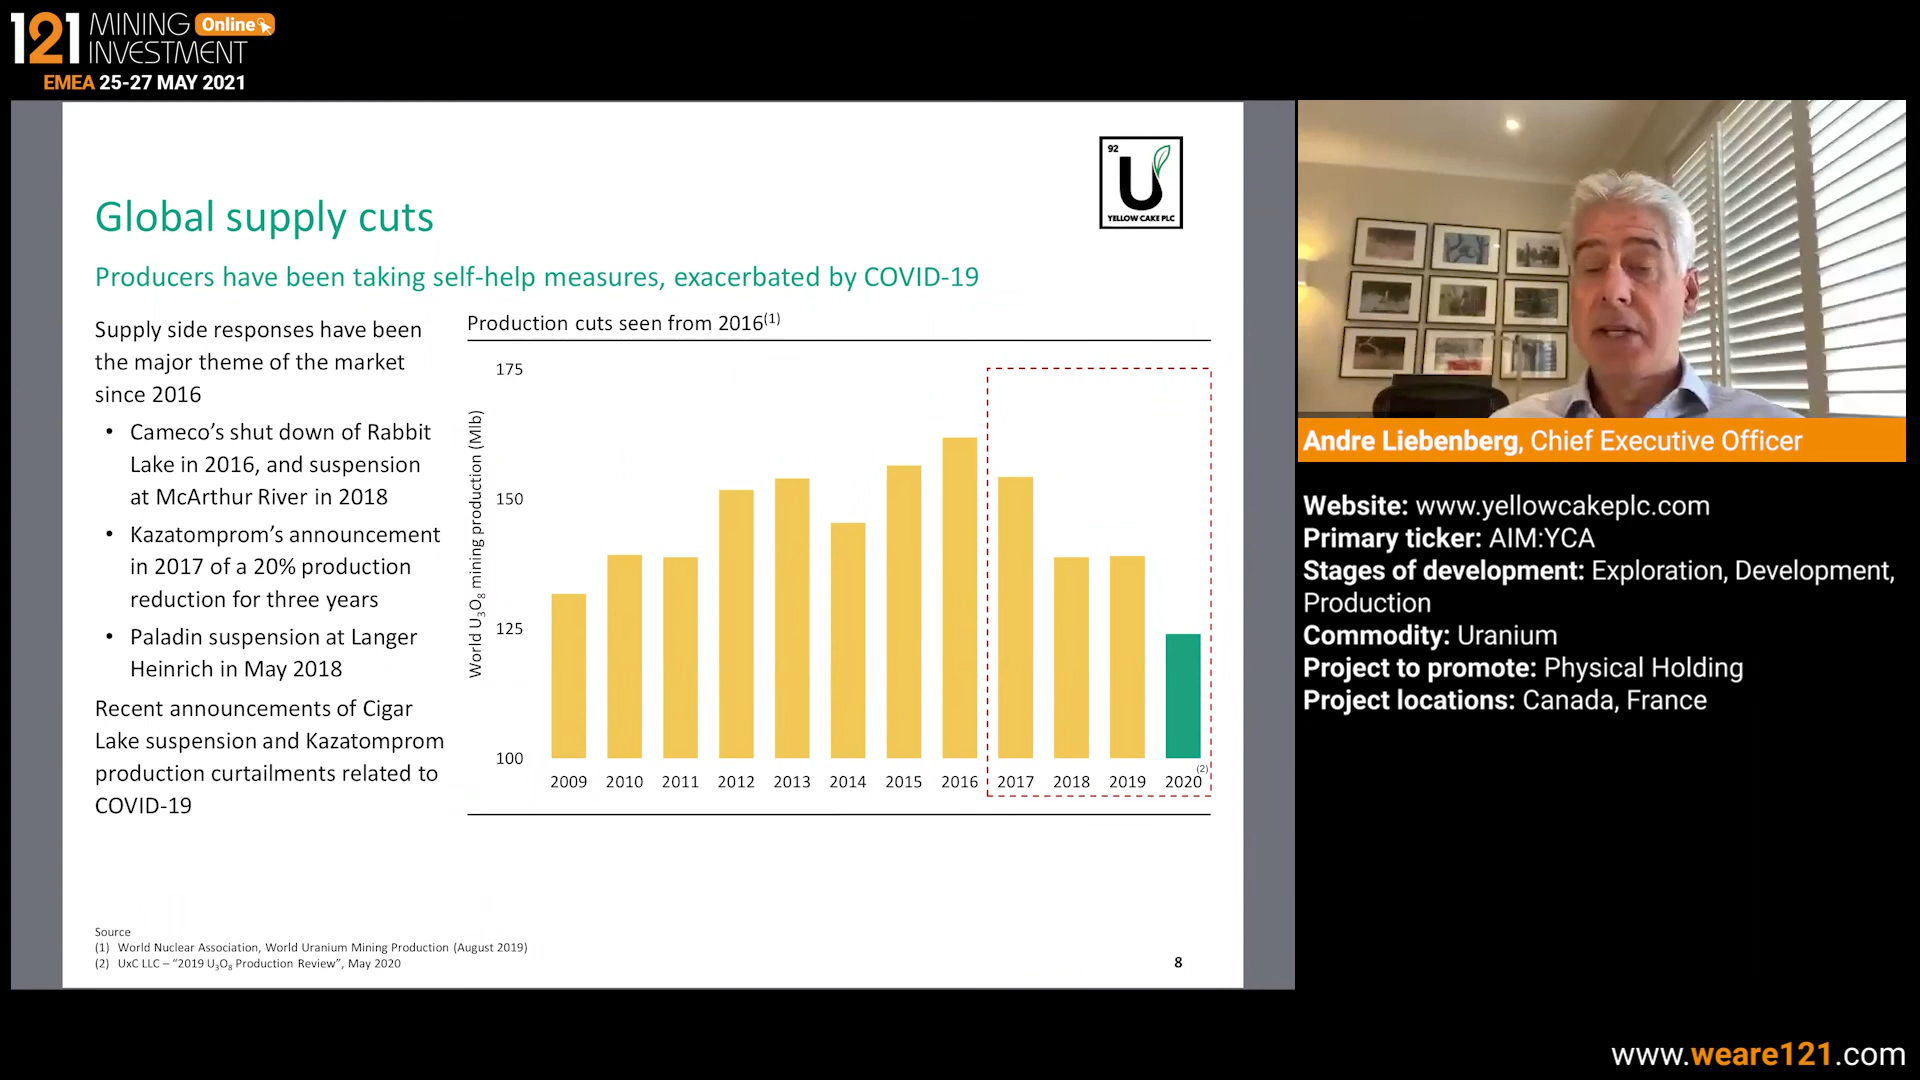 121 MINING Online
INVESTMENT
EMEA 25-27 MAY 2021
92
U
YELLOW CAKE PLC
Global supply cuts
Producers have been taking self-help measures, exacerbated by COVID-19
Supply side responses have been
the major theme of the market
since 2016
• Cameco’s shut down of Rabbit
Lake in 2016, and suspension
at McArthur River in 2018
• Kazatomprom’s announcement
in 2017 of a 20% production
reduction for three years
• Paladin suspension at Langer
Heinrich in May 2018
Recent announcements of Cigar
Lake suspension and Kazatomprom
production curtailments related to
COVID-19
Production cuts seen from 2016(1)
World U3O8 mining production (Mlb)
175
150
125
100
2009 2010 2011 2012 2013 2014 2015 2016 2017 2018 2019 2020(2)
Source
(1) World Nuclear Association, World Uranium Mining Production (August 2019)
(2) UxC LLC – “2019 U3O8 Production Review”, May 2020
8
Andre Liebenberg, Chief Executive Officer
Website: www.yellowcakeplc.com
Primary ticker: AIM:YCA
Stages of development: Exploration, Development,
Production
Commodity: Uranium
Project to promote: Physical Holding
Project locations: Canada, France
www.weare121.com